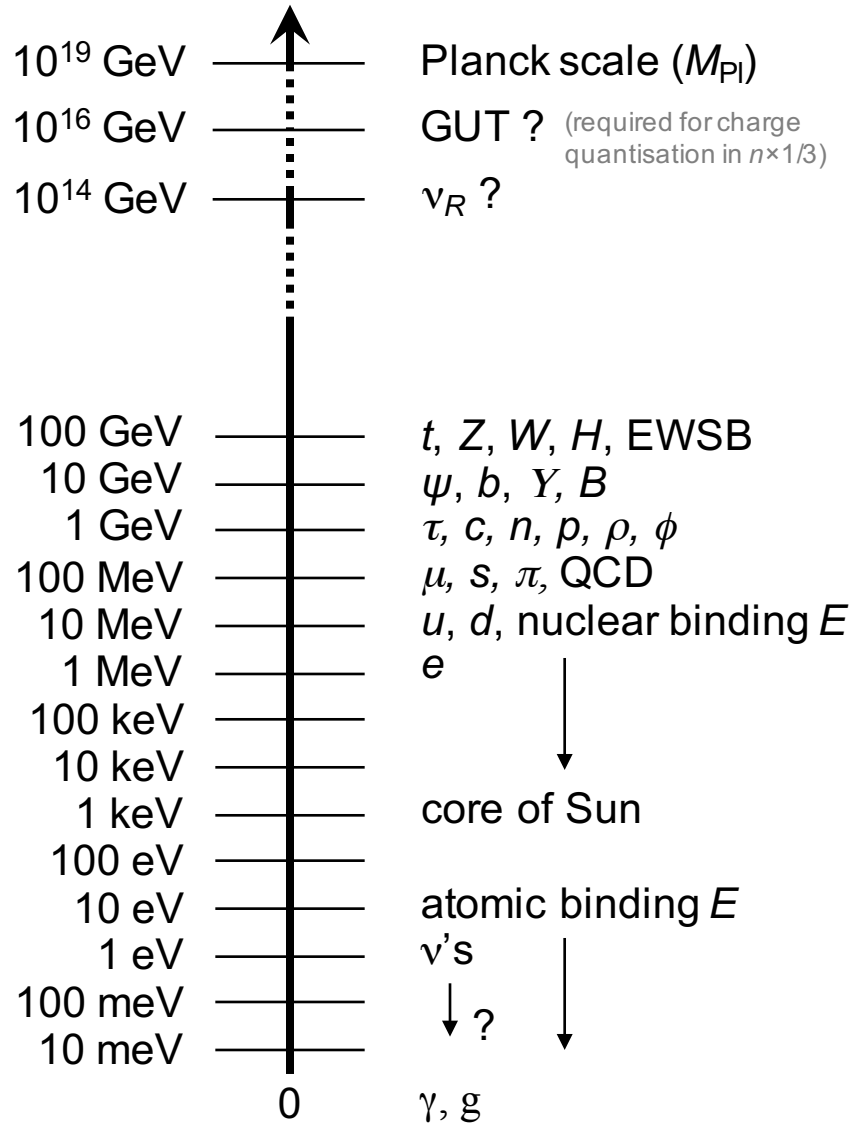 10¹⁹ GeV Planck scale (M_Pl)
10¹⁶ GeV GUT ? (required for charge
quantisation in n×1/3)
10¹⁴ GeV ν_R ?
100 GeV t, Z, W, H, EWSB
10 GeV ψ, b, Υ, B
1 GeV τ, c, n, p, ρ, ϕ
100 MeV μ, s, π, QCD
10 MeV u, d, nuclear binding E
1 MeV e
100 keV
10 keV
1 keV core of Sun
100 eV
10 eV atomic binding E
1 eV ν's
100 meV
?
10 meV
0 γ, g